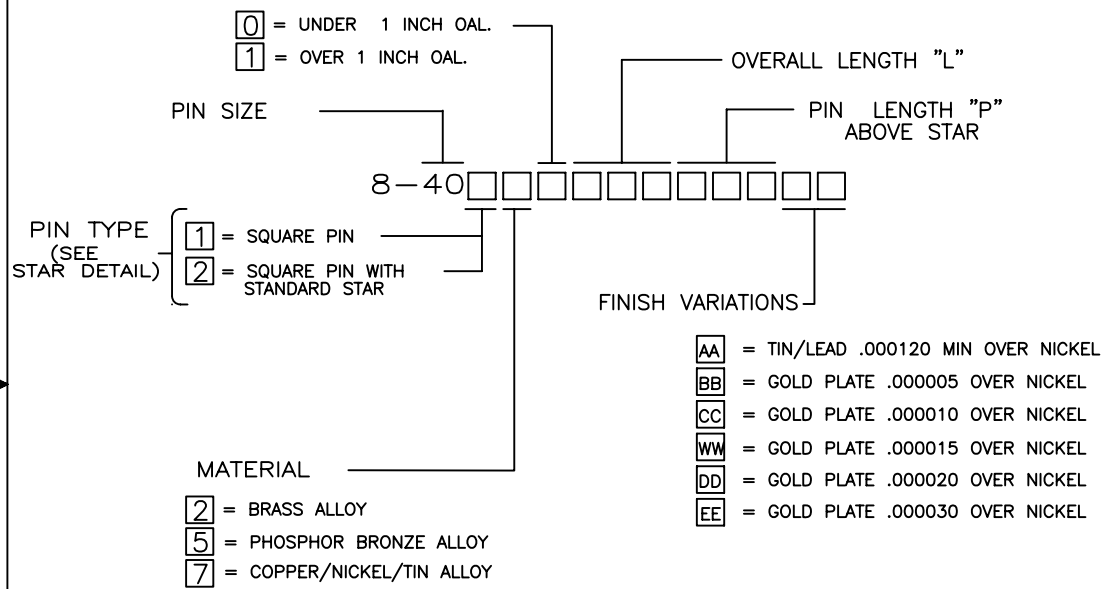 0 = UNDER 1 INCH OAL.
1 = OVER 1 INCH OAL.
OVERALL LENGTH "L"
PIN SIZE
PIN LENGTH "P"
ABOVE STAR
8-40
PIN TYPE
(SEE
STAR DETAIL)
1 = SQUARE PIN
2 = SQUARE PIN WITH
STANDARD STAR
FINISH VARIATIONS
AA = TIN/LEAD .000120 MIN OVER NICKEL
BB = GOLD PLATE .000005 OVER NICKEL
CC = GOLD PLATE .000010 OVER NICKEL
WW = GOLD PLATE .000015 OVER NICKEL
DD = GOLD PLATE .000020 OVER NICKEL
EE = GOLD PLATE .000030 OVER NICKEL
MATERIAL
2 = BRASS ALLOY
5 = PHOSPHOR BRONZE ALLOY
7 = COPPER/NICKEL/TIN ALLOY